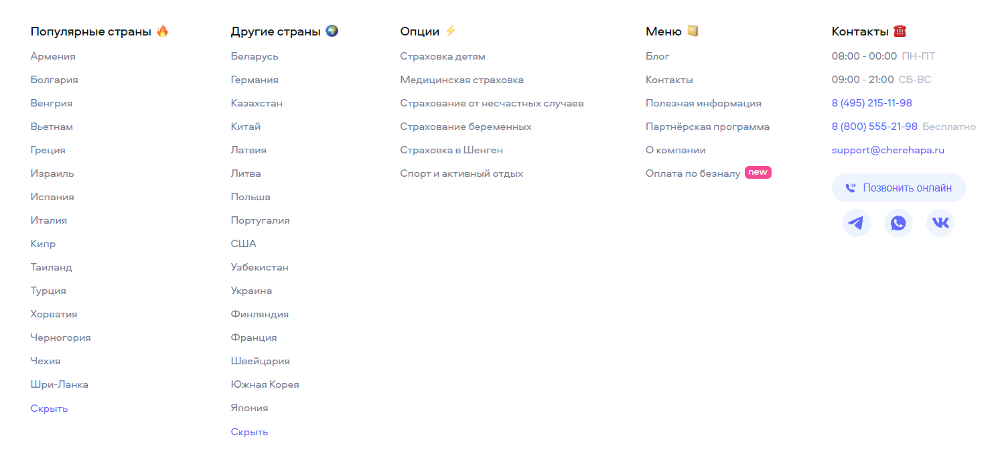 Популярные страны
Армения
Болгария
Венгрия
Вьетнам
Греция
Израиль
Испания
Италия
Кипр
Таиланд
Турция
Хорватия
Черногория
Чехия
Шри-Ланка
Скрыть
Другие страны
Беларусь
Германия
Казахстан
Китай
Латвия
Литва
Польша
Португалия
США
Узбекистан
Украина
Финляндия
Франция
Швейцария
Южная Корея
Япония
Скрыть
Опции
Страховка детям
Медицинская страховка
Страхование от несчастных случаев
Страхование беременных
Страховка в Шенген
Спорт и активный отдых
Меню
Блог
Контакты
Полезная информация
Партнёрская программа
О компании
Оплата по безналу new
Контакты
08:00 - 00:00 ПН-ПТ
09:00 - 21:00 СБ-ВС
8 (495) 215-11-98
8 (800) 555-21-98 Бесплатно
support@cherehapa.ru
Позвонить онлайн